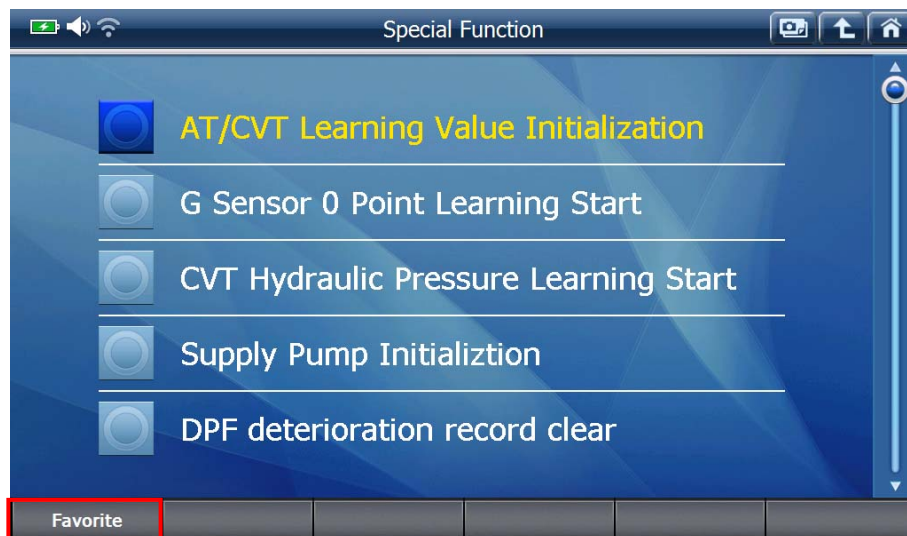 Special Function
AT/CVT Learning Value Initialization
G Sensor 0 Point Learning Start
CVT Hydraulic Pressure Learning Start
Supply Pump Initializtion
DPF deterioration record clear
Favorite